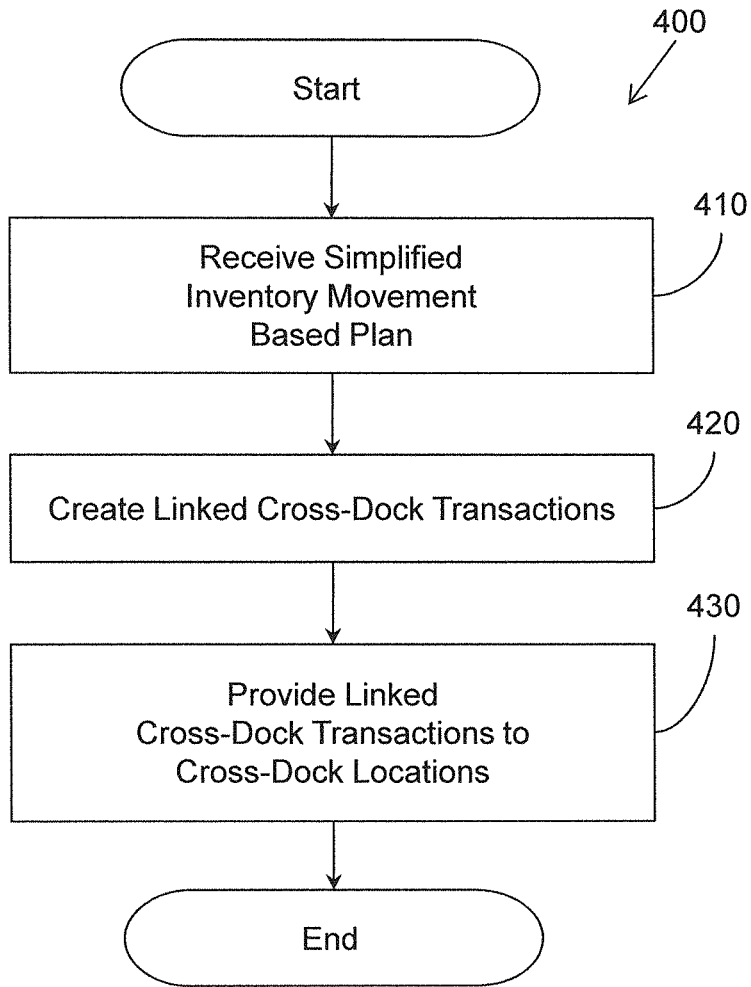 400
Start
410
Receive Simplified
Inventory Movement
Based Plan
420
Create Linked Cross-Dock Transactions
430
Provide Linked
Cross-Dock Transactions to
Cross-Dock Locations
End